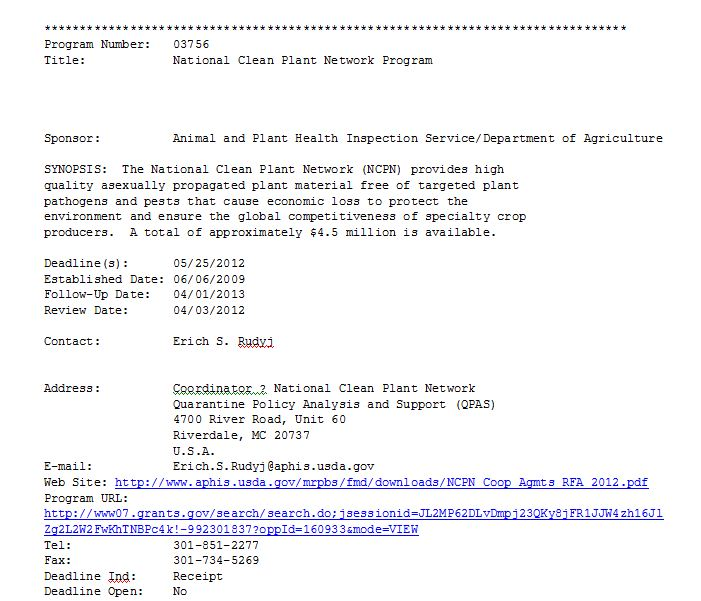 ***********************************************************************************
Program Number:   03756
Title:            National Clean Plant Network Program
Sponsor:          Animal and Plant Health Inspection Service/Department of Agriculture
SYNOPSIS:  The National Clean Plant Network (NCPN) provides high
quality asexually propagated plant material free of targeted plant
pathogens and pests that cause economic loss to protect the
environment and ensure the global competitiveness of specialty crop
producers.  A total of approximately $4.5 million is available.
Deadline(s):      05/25/2012
Established Date: 06/06/2009
Follow-Up Date:   04/01/2013
Review Date:      04/03/2012
Contact:          Erich S. Rudyj
Address:          Coordinator ? National Clean Plant Network
Quarantine Policy Analysis and Support (QPAS)
4700 River Road, Unit 60
Riverdale, MC 20737
U.S.A.
E-mail:           Erich.S.Rudyj@aphis.usda.gov
Web Site: http://www.aphis.usda.gov/mrpbs/fmd/downloads/NCPN_Coop_Agmts_RFA_2012.pdf
Program URL:
http://www07.grants.gov/search/search.do;jsessionid=JL2MP62DLvDmpj23QKy8jFR1JJW4zh16Jl
Zg2L2W2FwKhTNBPc4k!-992301837?oppId=160933&mode=VIEW
Tel:              301-851-2277
Fax:              301-734-5269
Deadline Ind:     Receipt
Deadline Open:    No